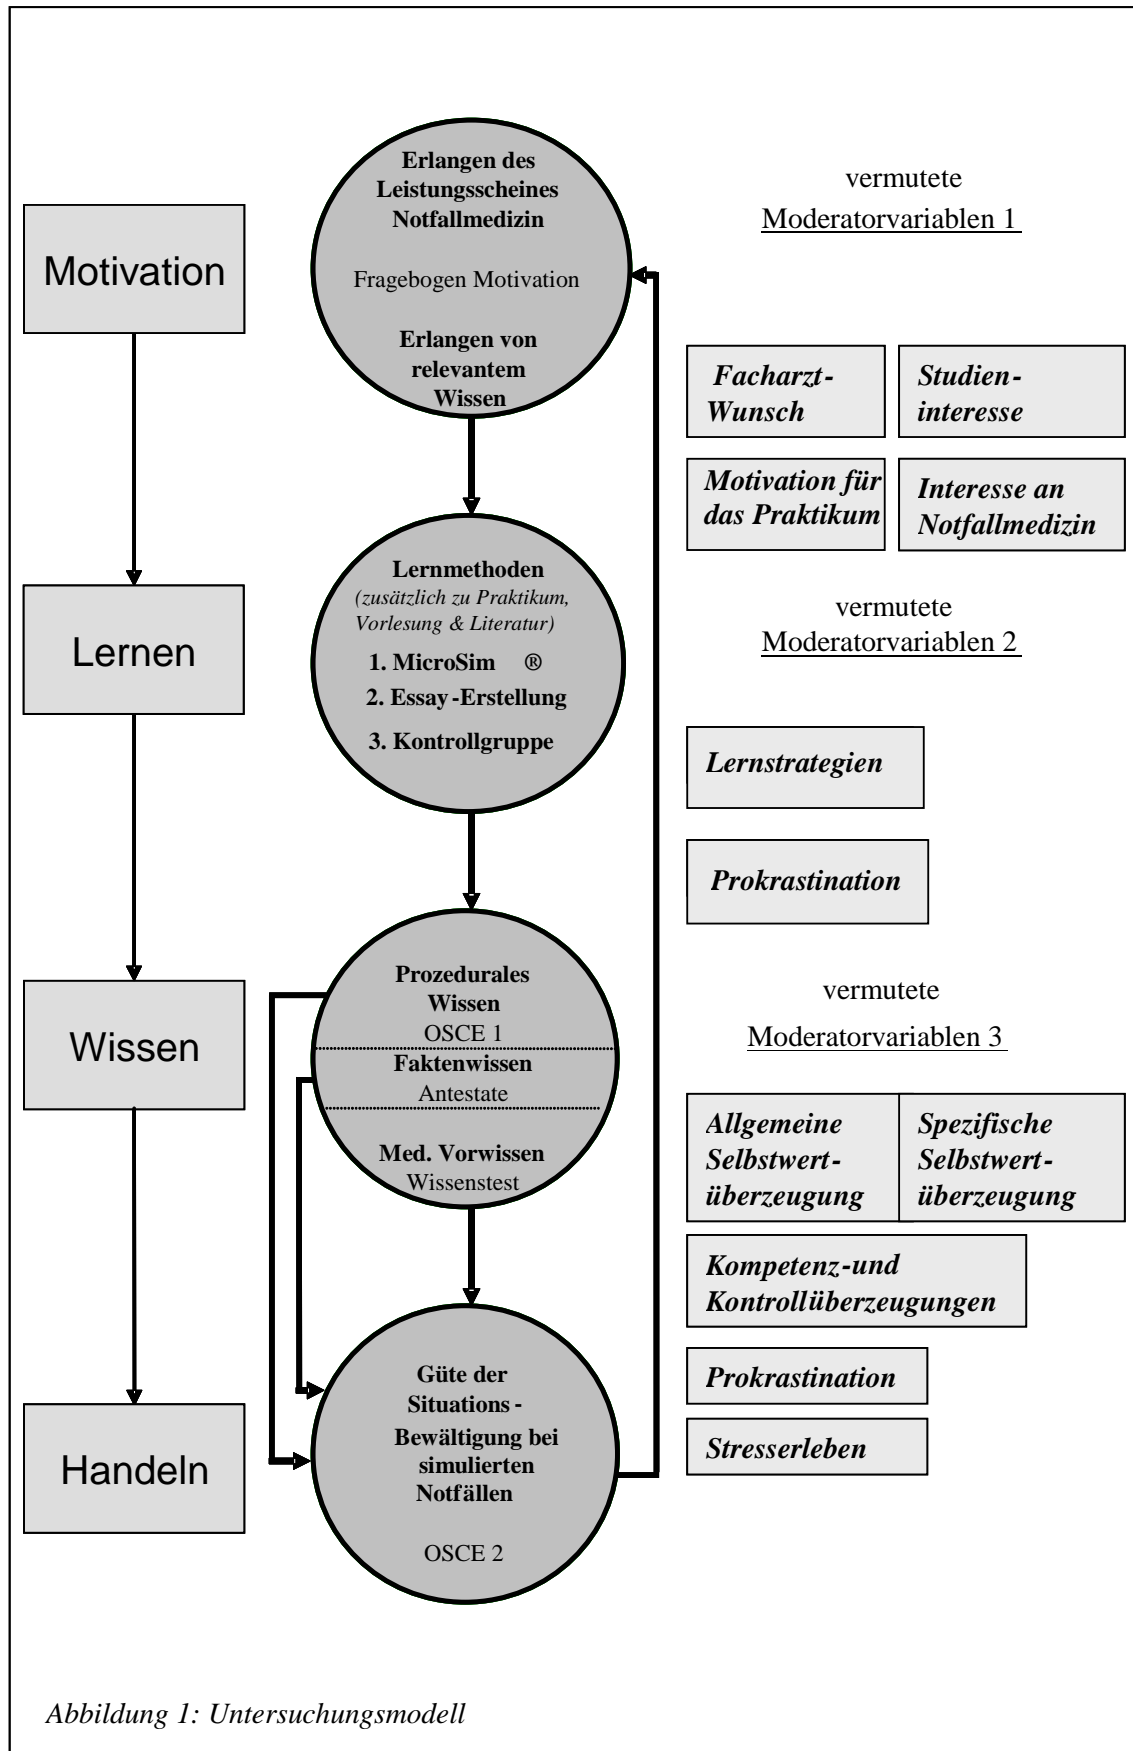 Motivation
Lernen
Wissen
Handeln
Erlangen des
Leistungsscheines
Notfallmedizin
Fragebogen Motivation
Erlangen von
relevantem
Wissen
Lernmethoden
(zusätzlich zu Praktikum,
Vorlesung & Literatur)
1. MicroSim ®
2. Essay-Erstellung
3. Kontrollgruppe
Prozedurales
Wissen
OSCE 1
Faktenwissen
Antestate
Med. Vorwissen
Wissenstest
Güte der
Situations-
Bewältigung bei
simulierten
Notfällen
OSCE 2
vermutete
Moderatorvariablen 1
Facharzt-
Wunsch
Studien-
interesse
Motivation für
das Praktikum
Interesse an
Notfallmedizin
vermutete
Moderatorvariablen 2
Lernstrategien
Prokrastination
vermutete
Moderatorvariablen 3
Allgemeine
Selbstwert-
überzeugung
Spezifische
Selbstwert-
überzeugung
Kompetenz-und
Kontrollüberzeugungen
Prokrastination
Stresserleben
Abbildung 1: Untersuchungsmodell